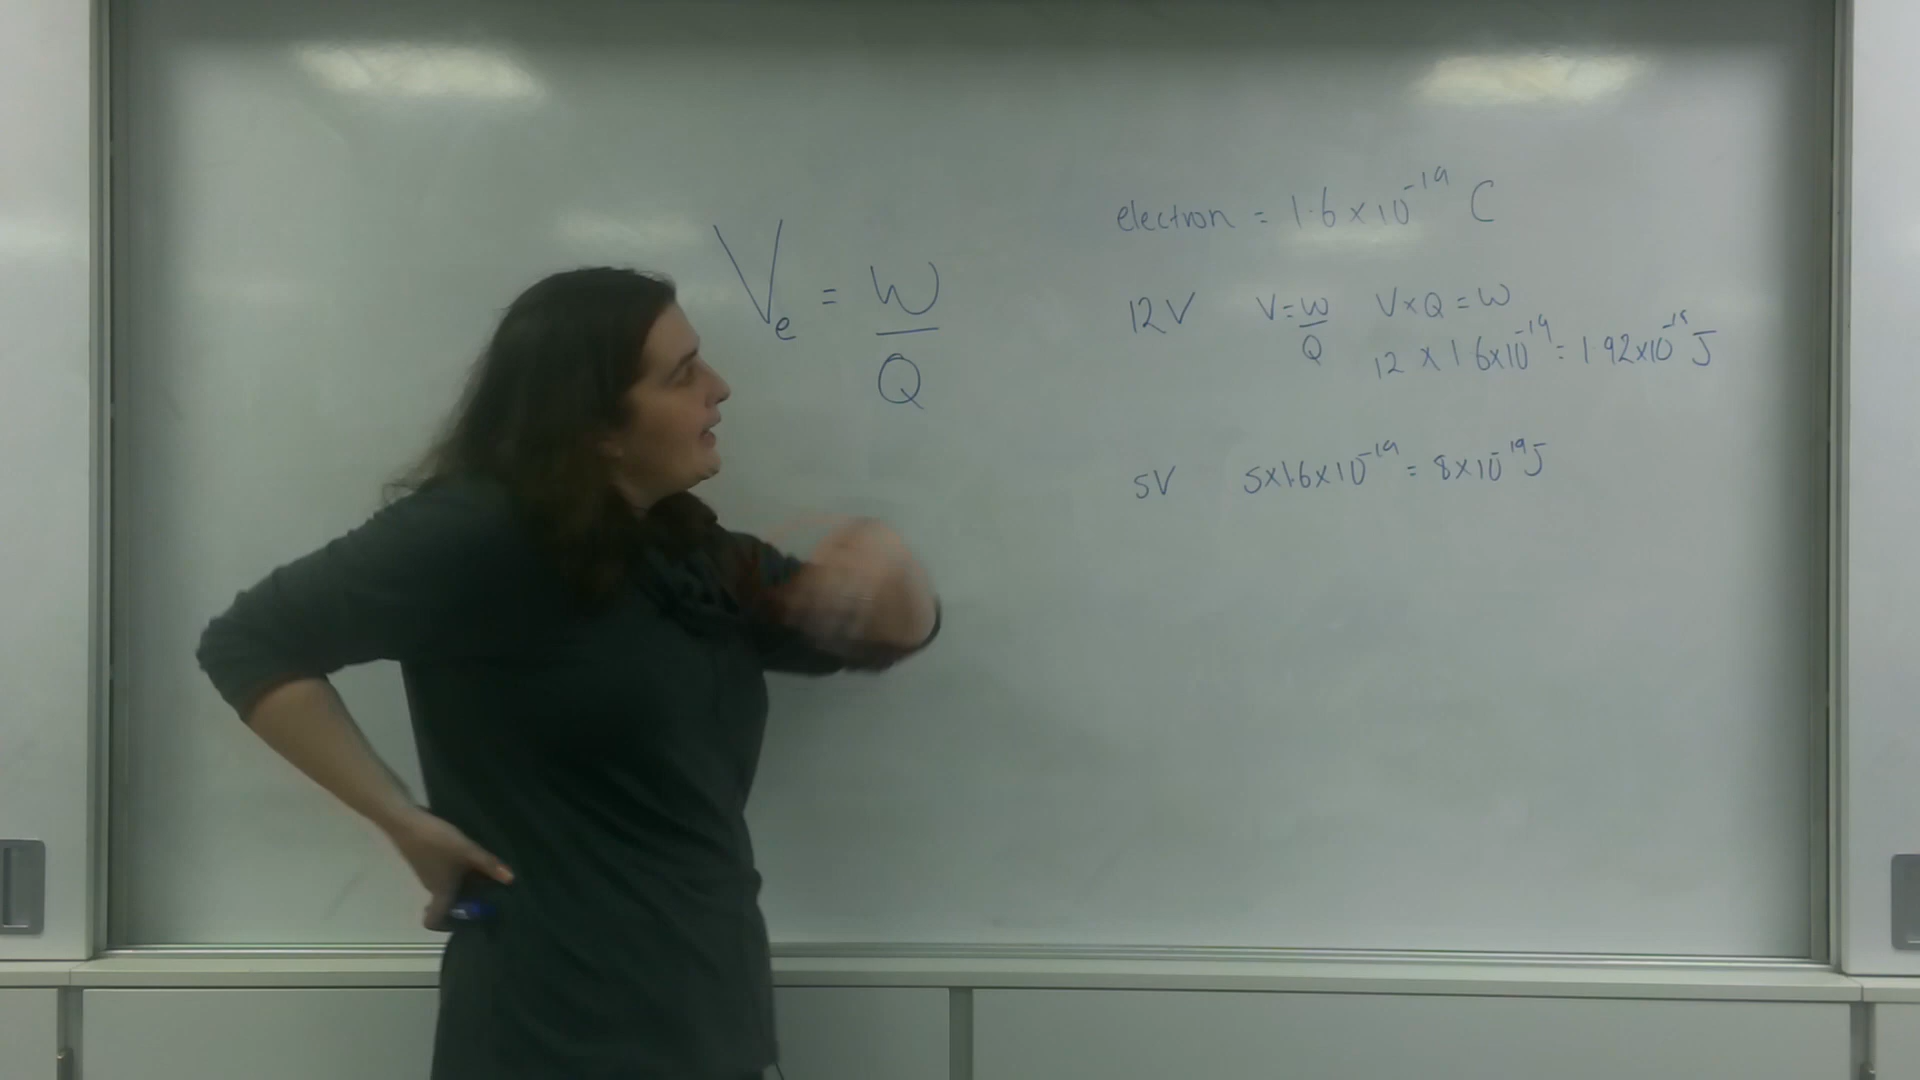 V_e = W/Q
electron = 1.6 x 10^-19 C
12V V = W/Q V x Q = W
12 x 1.6x10^-19 = 1.92x10^-18 J
5V 5x1.6x10^-19 = 8x10^-19 J